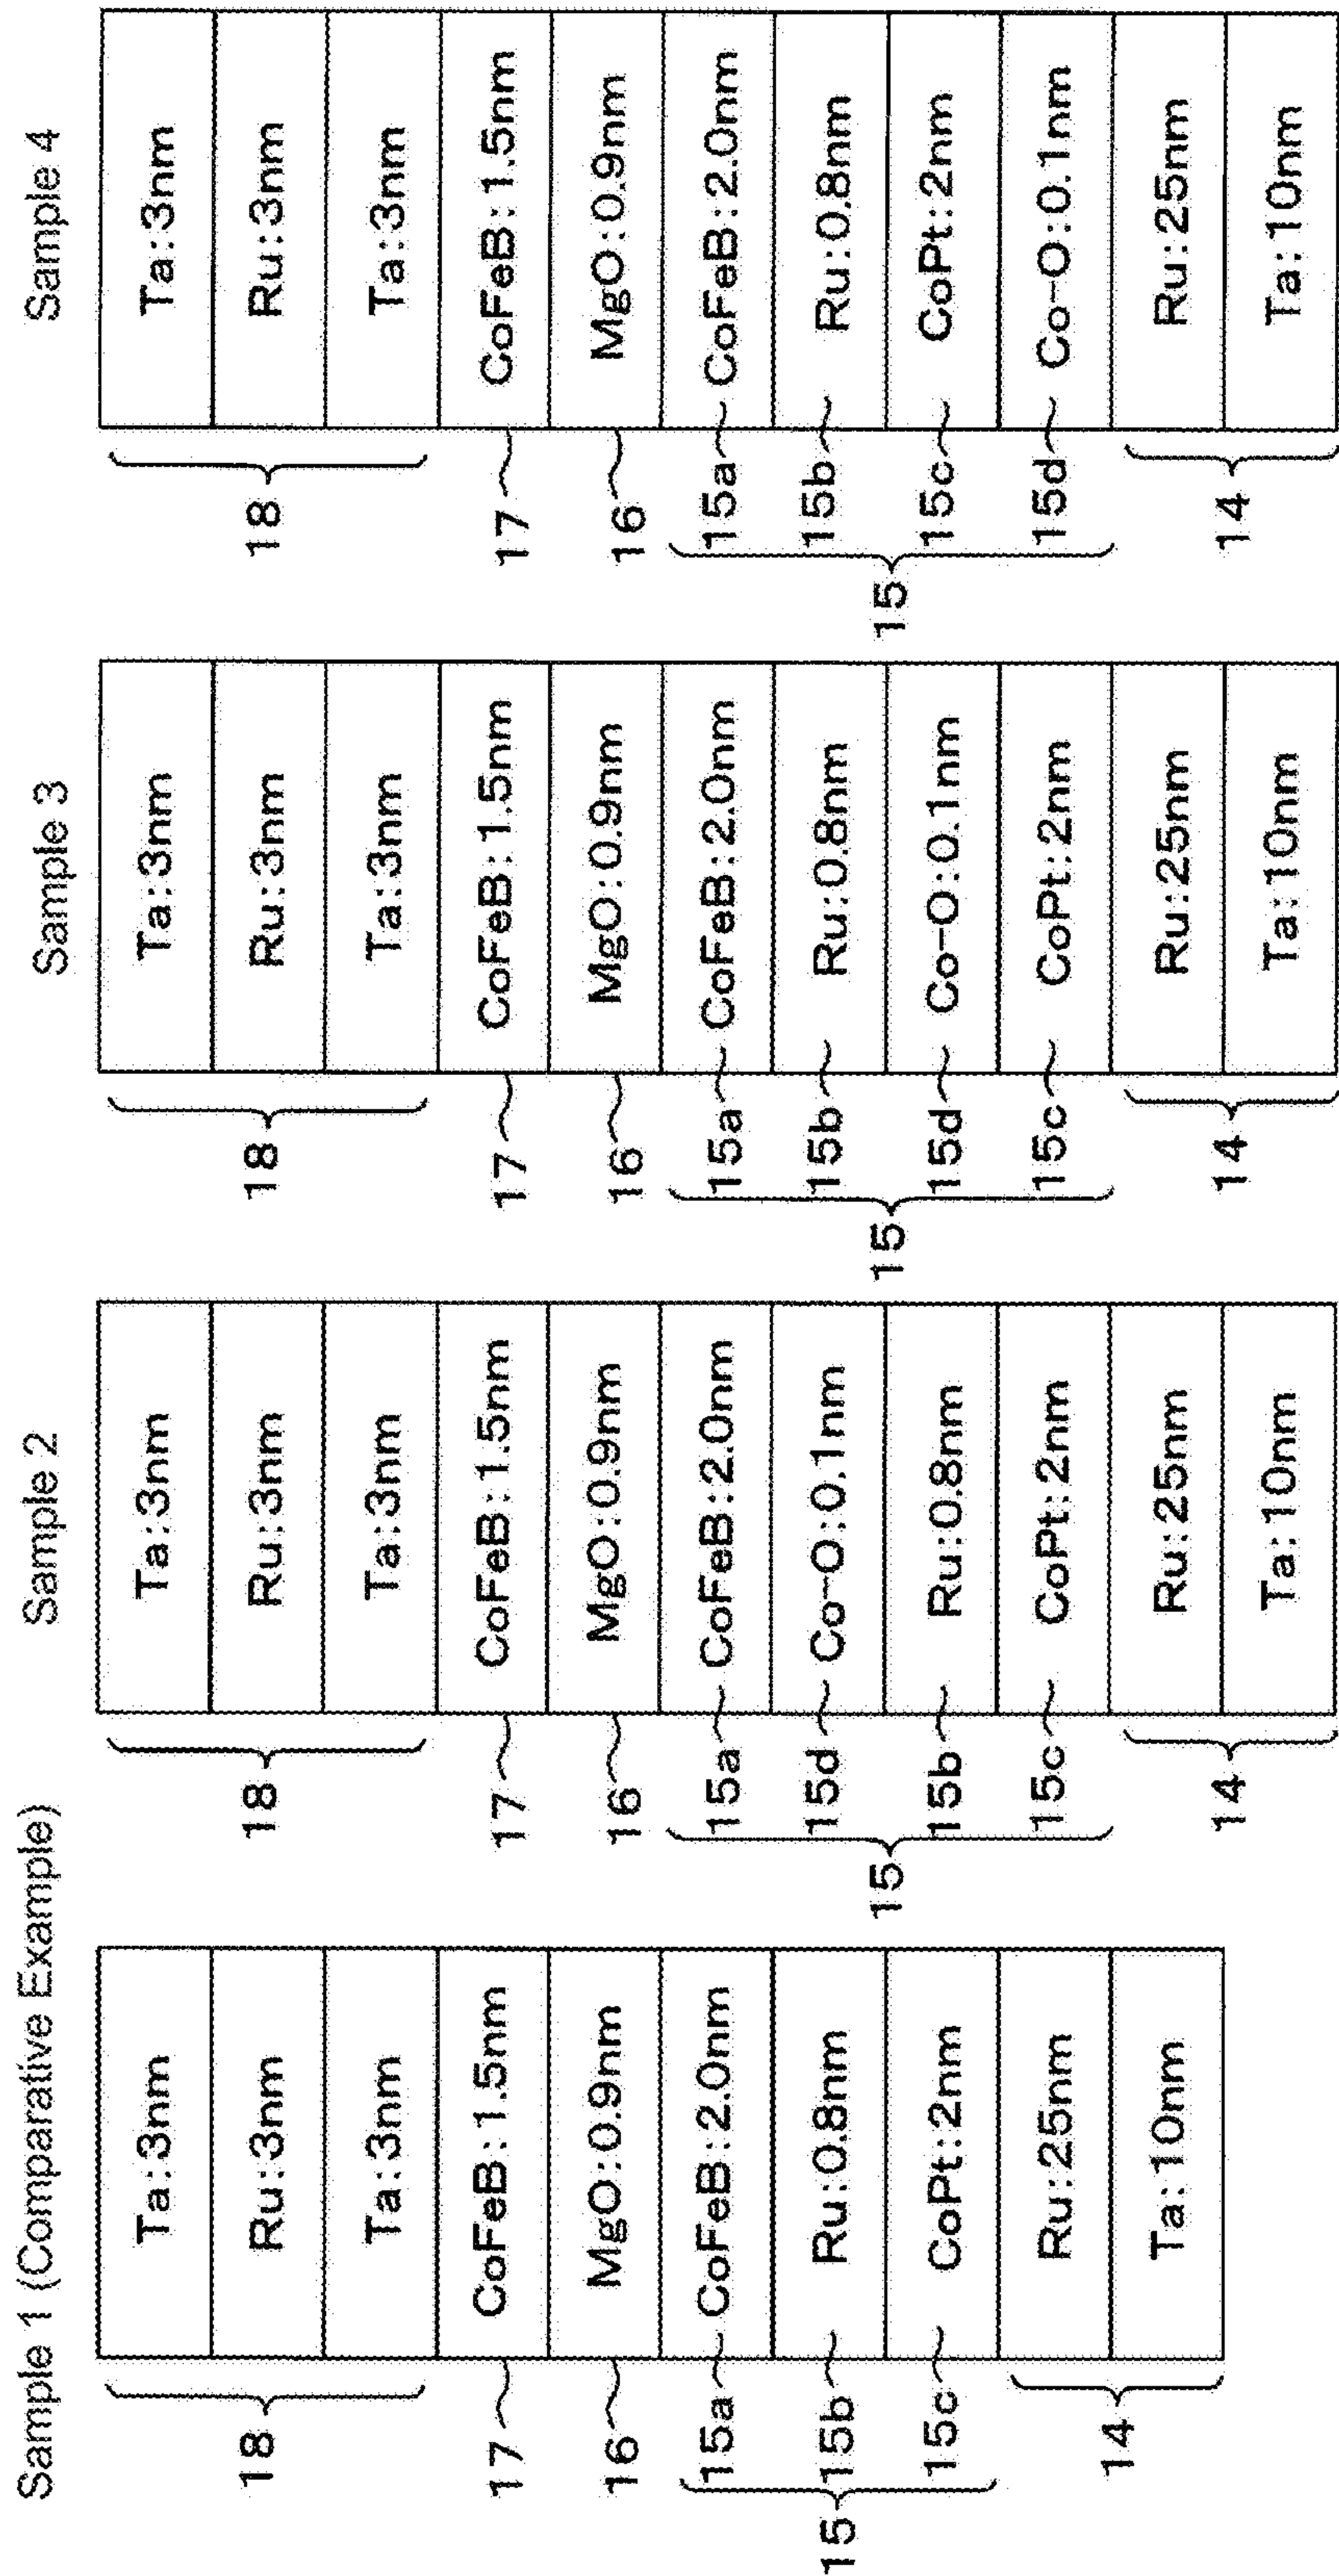 Sample 1 (Comparative Example)
18
Ta:3nm
Ru:3nm
Ta:3nm
17
CoFeB:1.5nm
16
MgO:0.9nm
15
15a
CoFeB:2.0nm
15b
Ru:0.8nm
15c
CoPt:2nm
14
Ru:25nm
Ta:10nm
Sample 2
18
Ta:3nm
Ru:3nm
Ta:3nm
17
CoFeB:1.5nm
16
MgO:0.9nm
15
15a
CoFeB:2.0nm
15d
Co-O:0.1nm
15b
Ru:0.8nm
15c
CoPt:2nm
14
Ru:25nm
Ta:10nm
Sample 3
18
Ta:3nm
Ru:3nm
Ta:3nm
17
CoFeB:1.5nm
16
MgO:0.9nm
15
15a
CoFeB:2.0nm
15b
Ru:0.8nm
15d
Co-O:0.1nm
15c
CoPt:2nm
14
Ru:25nm
Ta:10nm
Sample 4
18
Ta:3nm
Ru:3nm
Ta:3nm
17
CoFeB:1.5nm
16
MgO:0.9nm
15
15a
CoFeB:2.0nm
15b
Ru:0.8nm
15c
CoPt:2nm
15d
Co-O:0.1nm
14
Ru:25nm
Ta:10nm